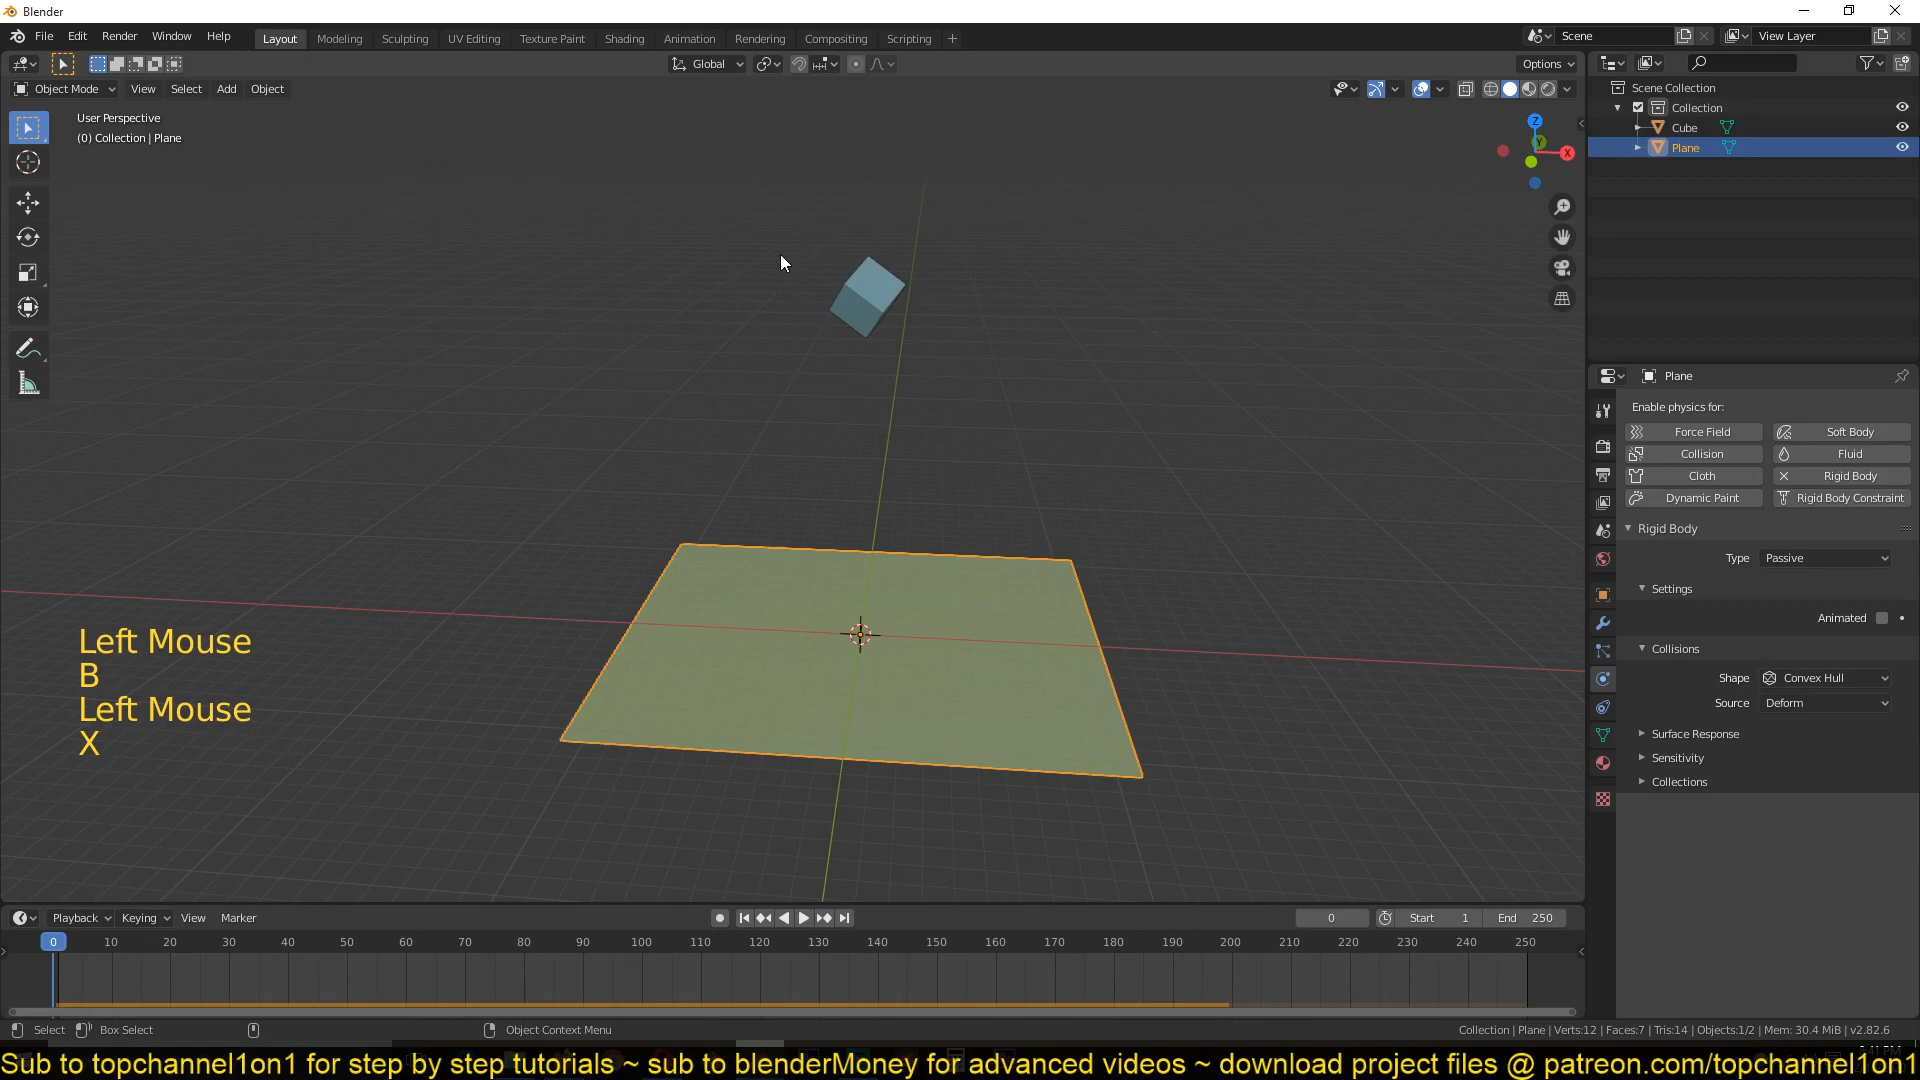 Blender
File Edit Render Window Help Layout Modeling Sculpting UV Editing Texture Paint Shading Animation Rendering Compositing Scripting + Scene View Layer
Global Options
Object Mode View Select Add Object
User Perspective
(0) Collection | Plane
Z
Y
X
Scene Collection
Collection
Cube
Plane
Plane
Enable physics for:
Force Field Soft Body
Collision Fluid
Cloth Rigid Body
Dynamic Paint Rigid Body Constraint
Rigid Body
Type Passive
Settings
Animated
Collisions
Shape Convex Hull
Source Deform
Surface Response
Sensitivity
Collections
Left Mouse
B
Left Mouse
X
Playback Keying View Marker 0 Start 1 End 250
0 10 20 30 40 50 60 70 80 90 100 110 120 130 140 150 160 170 180 190 200 210 220 230 240 250
Select Box Select Object Context Menu Collection | Plane | Verts:12 | Faces:7 | Tris:14 | Objects:1/2 | Mem: 30.4 MiB | v2.82.6
Sub to topchannel1on1 for step by step tutorials ~ sub to blenderMoney for advanced videos ~ download project files @ patreon.com/topchannel1on1